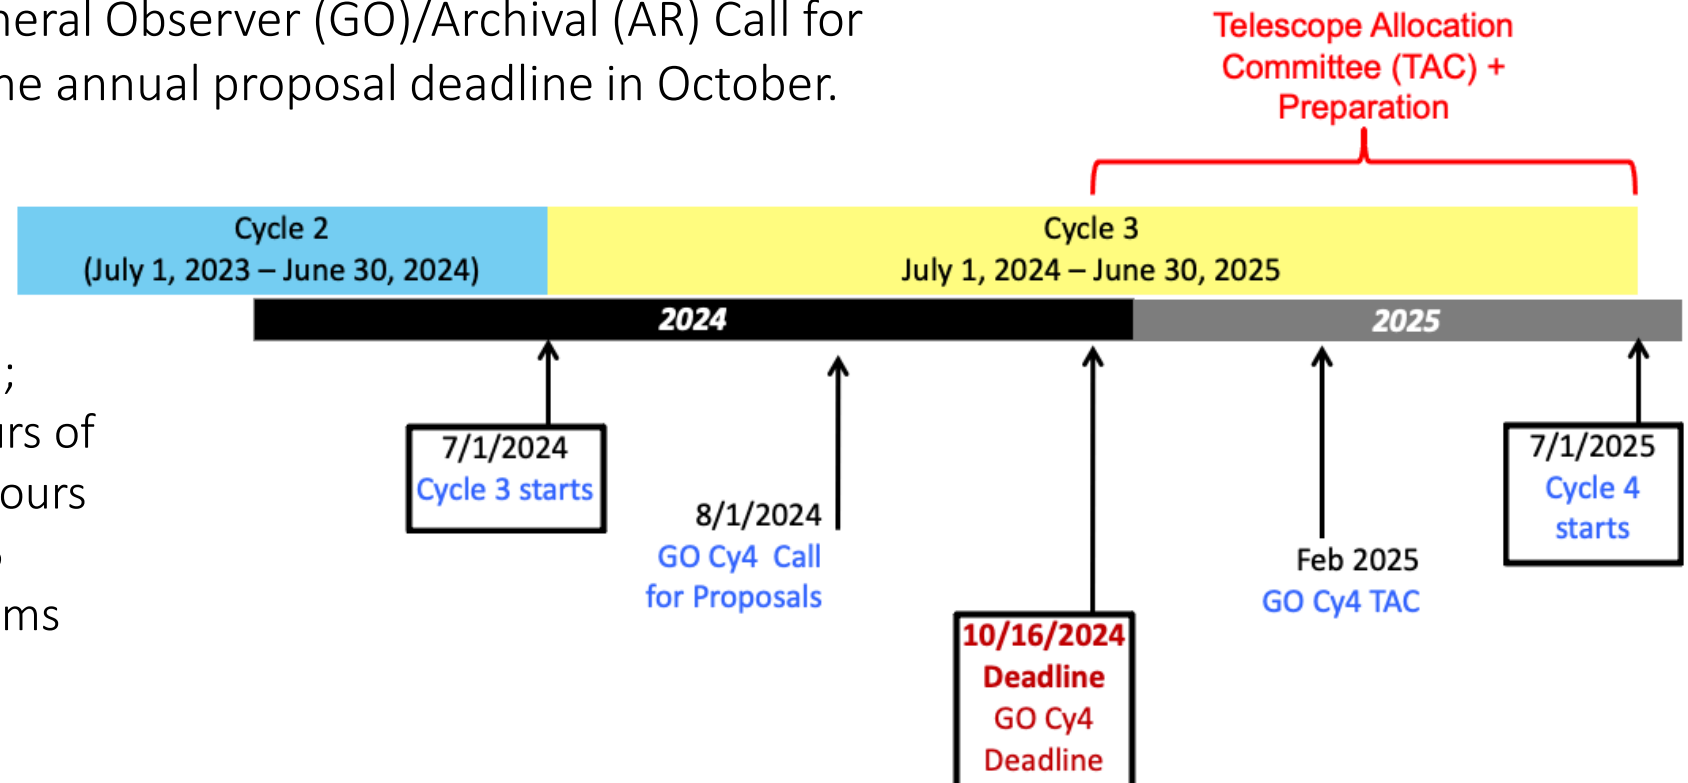 neral Observer (GO)/Archival (AR) Call for
ne annual proposal deadline in October.
Telescope Allocation
Committee (TAC) +
Preparation
Cycle 2
(July 1, 2023 – June 30, 2024)
Cycle 3
July 1, 2024 – June 30, 2025
2024
2025
;
urs of
ours
ms
7/1/2024
Cycle 3 starts
8/1/2024
GO Cy4 Call
for Proposals
10/16/2024
Deadline
GO Cy4
Deadline
Feb 2025
GO Cy4 TAC
7/1/2025
Cycle 4
starts